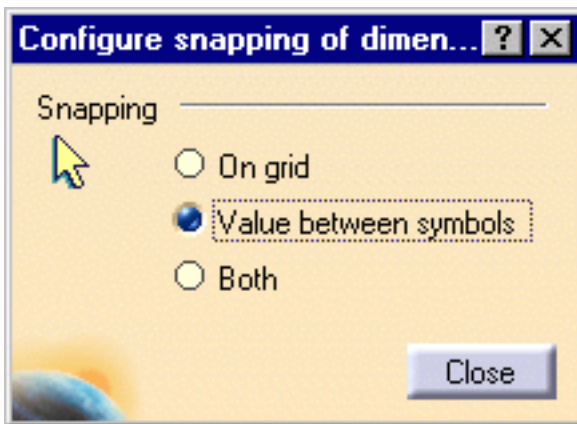 Configure snapping of dimen... ?
Snapping
On grid
Value between symbols
Both
Close